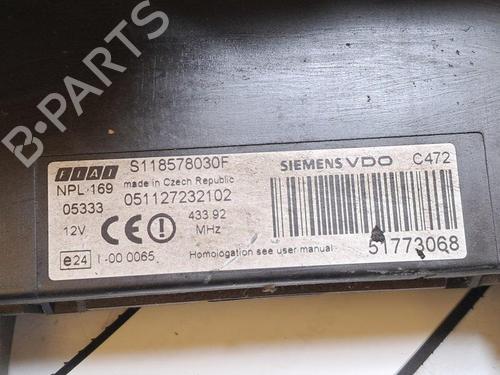 B-PARTS
FIAT S118578030F SIEMENS VDO C472
NPL-169 made in Czech Republic
05333 051127232102
12V CE 433.92
MHz
e24 I-00 0065 Homologation see user manual 51773068